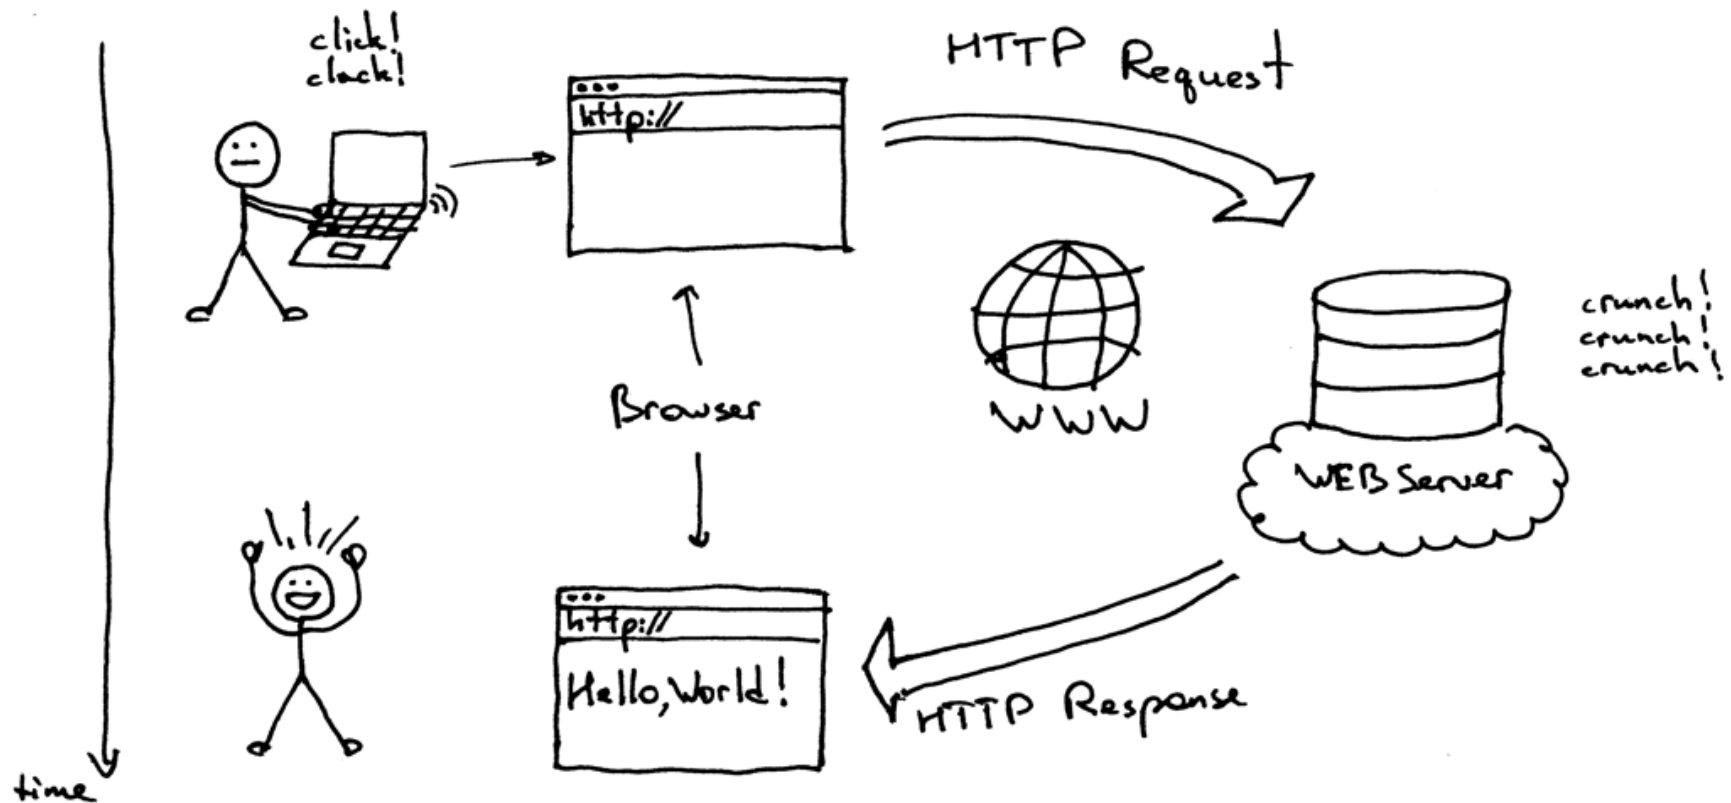 click!
clack!
http://
HTTP Request
crunch!
crunch!
crunch!
WWW
Browser
WEB Server
http://
Hello, World!
HTTP Response
time